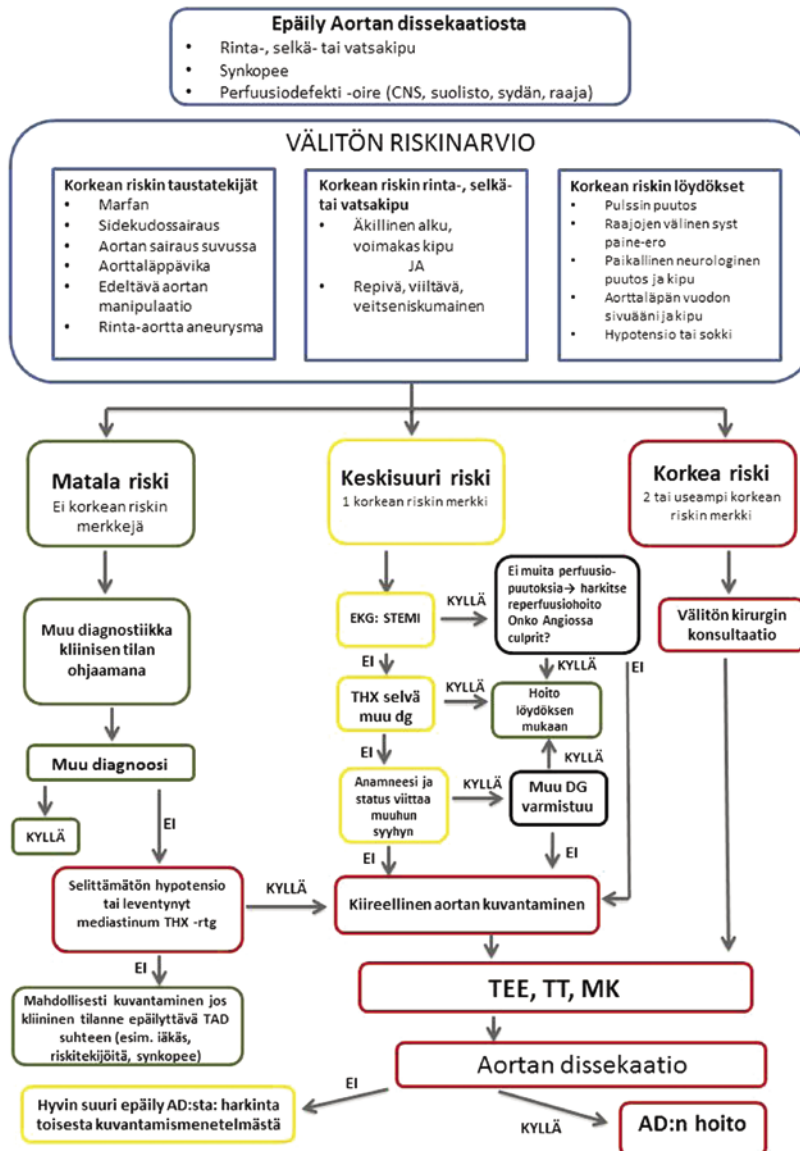 Epäily Aortan dissekaatiosta
• Rinta-, selkä- tai vatsakipu
• Synkopee
• Perfuusiodefekti -oire (CNS, suolisto, sydän, raaja)
VÄLITÖN RISKINARVIO
Korkean riskin taustatekijät
• Marfan
• Sidekudossairaus
• Aortan sairaus suvussa
• Aorttaläppävika
• Edeltävä aortan
manipulaatio
• Rinta-aortta aneurysma
Korkean riskin rinta-, selkä-
tai vatsakipu
• Äkillinen alku,
voimakas kipu
JA
• Repivä, viiltävä,
veitseniskumainen
Korkean riskin löydökset
• Pulssin puutos
• Raajojen välinen syst
paine-ero
• Paikallinen neurologinen
puutos ja kipu
• Aorttaläpän vuodon
sivuääni ja kipu
• Hypotensio tai sokki
Matala riski
Ei korkean riskin
merkkejä
Keskisuuri riski
1 korkean riskin merkki
Korkea riski
2 tai useampi korkean
riskin merkki
Muu diagnostiikka
kliinisen tilan
ohjaamana
EKG: STEMI
KYLLÄ
Ei muita perfuusio-
puutoksia→ harkitse
reperfuusiohoito
Onko Angiossa
culprit?
Välitön kirurgin
konsultaatio
EI
KYLLÄ
EI
THX selvä
muu dg
KYLLÄ
Hoito
löydöksen
mukaan
EI
KYLLÄ
Muu diagnoosi
Anamneesi ja
status viittaa
muuhun
syyhyn
KYLLÄ
Muu DG
varmistuu
KYLLÄ
EI
EI
EI
Selittämätön hypotensio
tai leventynyt
mediastinum THX -rtg
KYLLÄ
Kiireellinen aortan kuvantaminen
EI
TEE, TT, MK
Mahdollisesti kuvantaminen jos
kliininen tilanne epäilyttävä TAD
suhteen (esim. iäkäs,
riskitekijöitä, synkopee)
Aortan dissekaatio
EI
Hyvin suuri epäily AD:sta: harkinta
toisesta kuvantamismenetelmästä
KYLLÄ
AD:n hoito